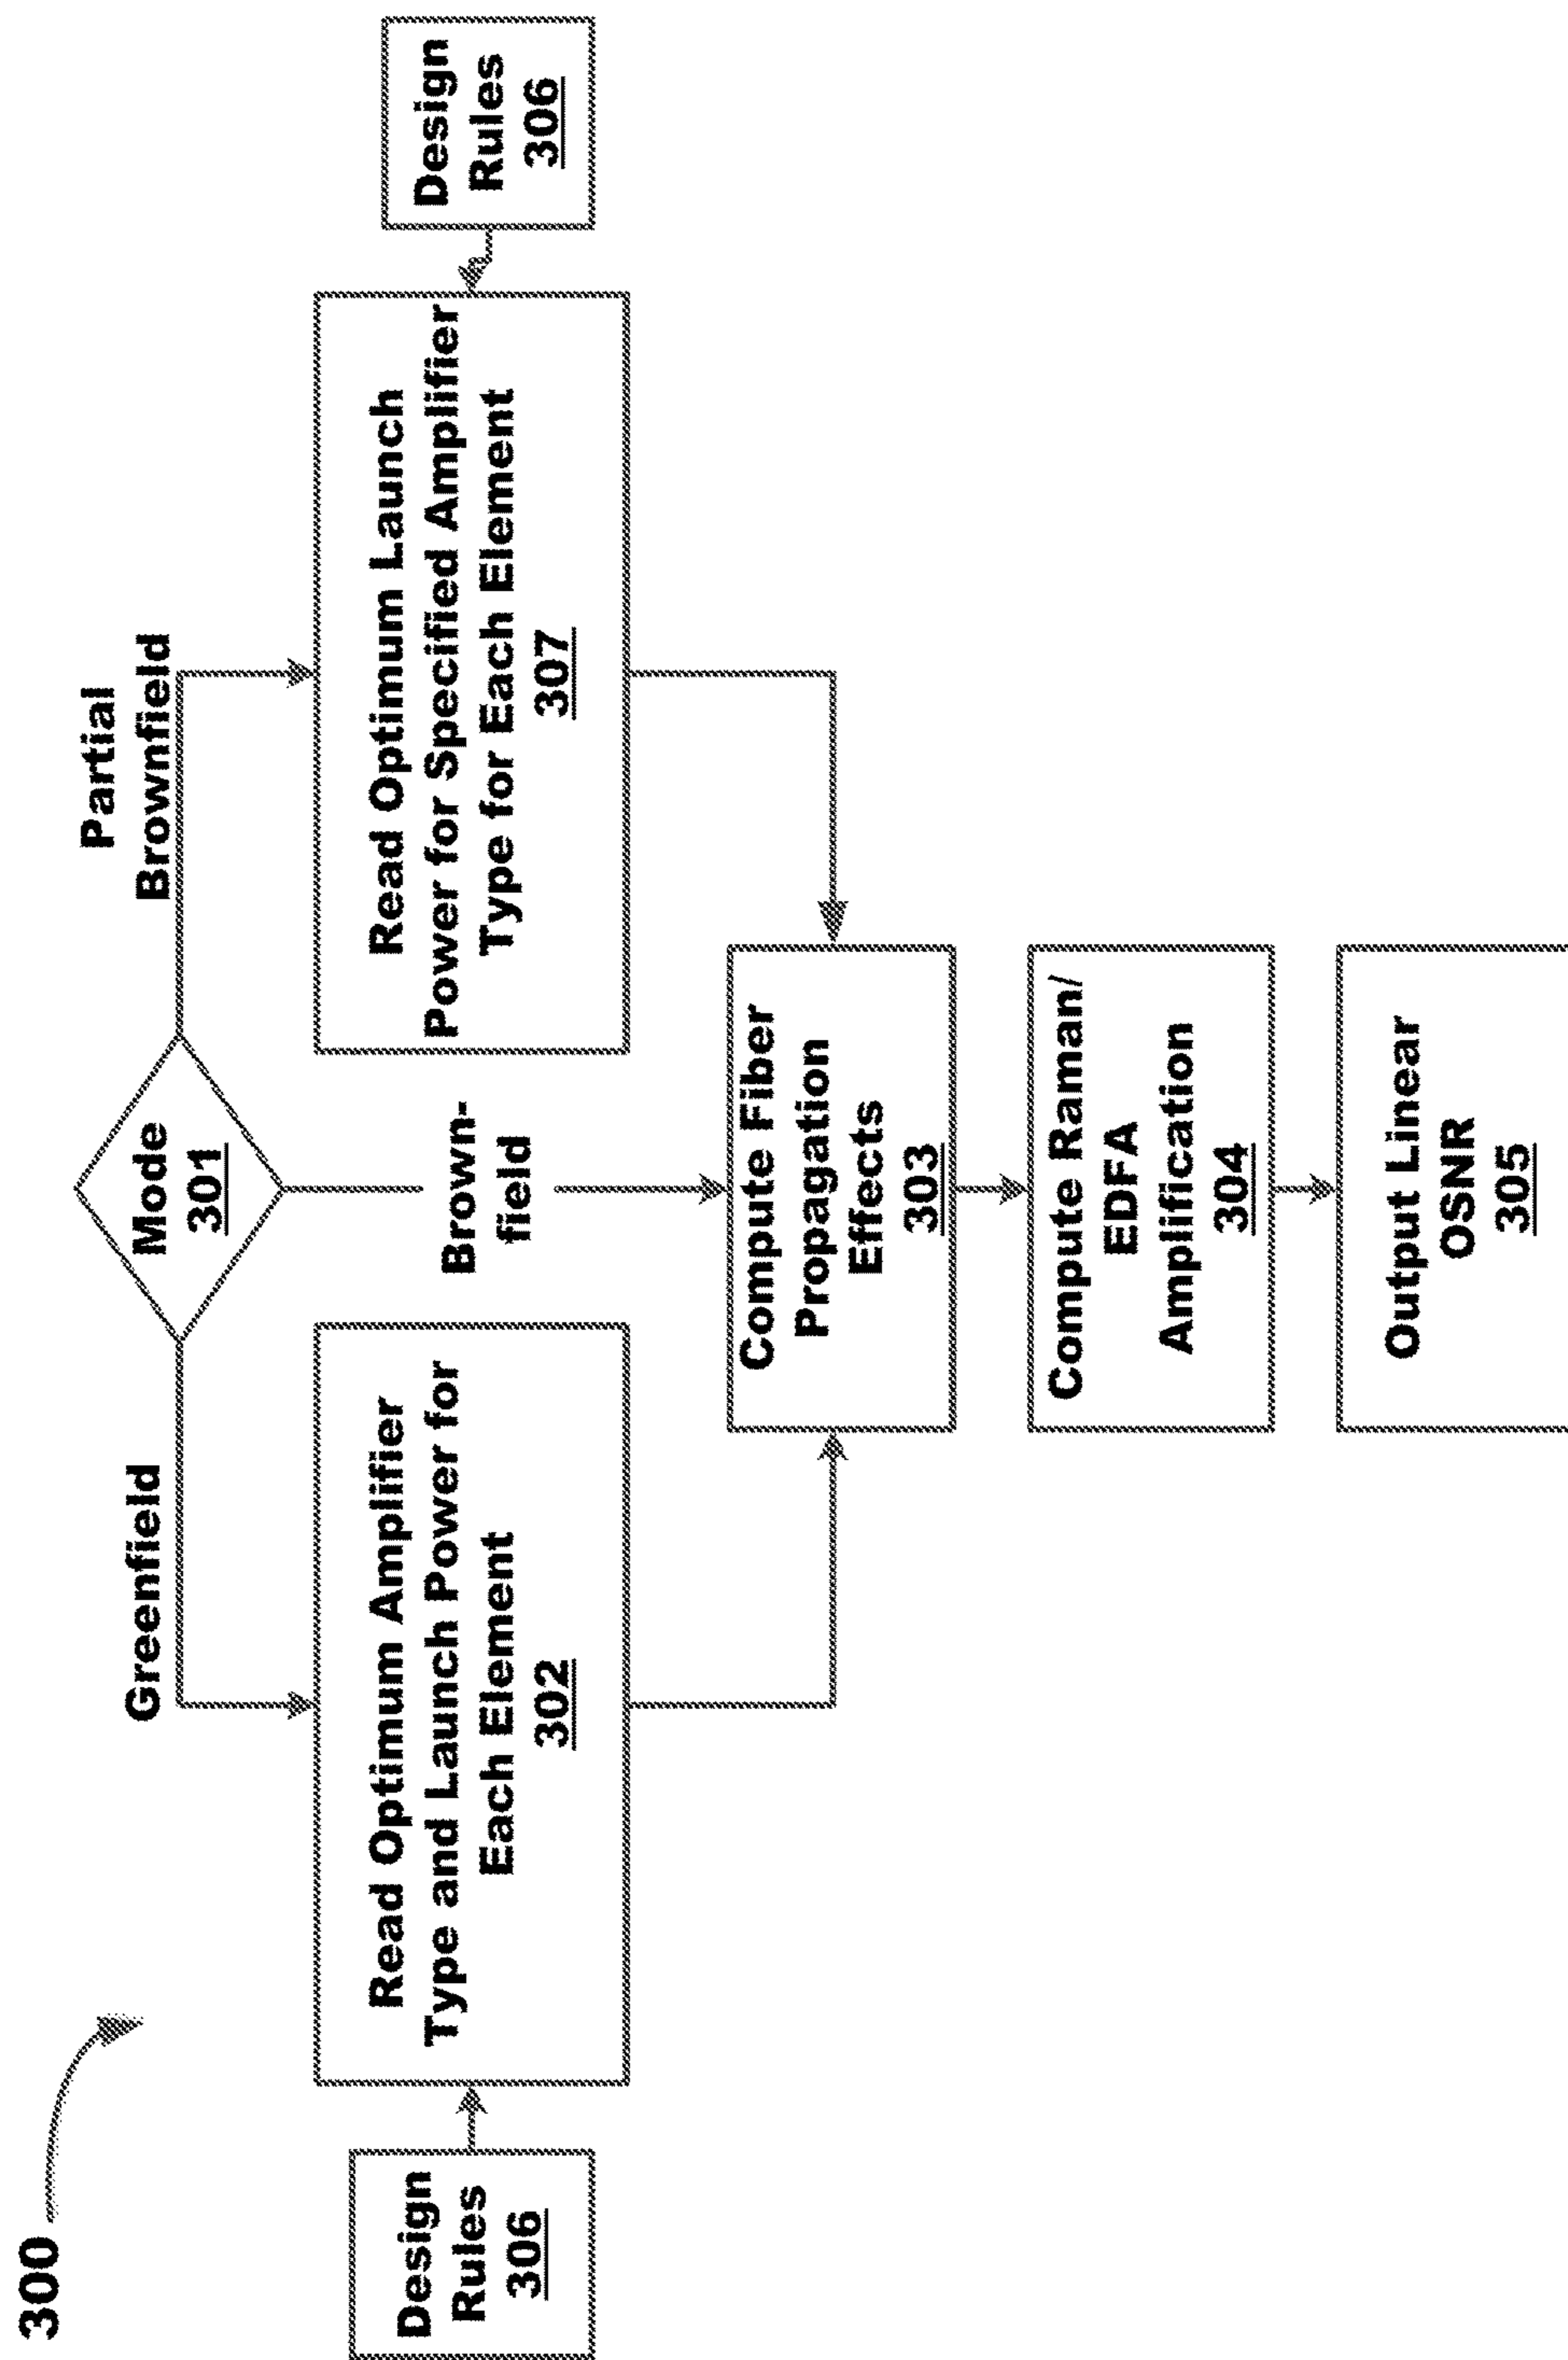 300
Mode
301
Greenfield
Partial
Brownfield
Brown-
field
Design
Rules
306
Read Optimum Amplifier
Type and Launch Power for
Each Element
302
Read Optimum Launch
Power for Specified Amplifier
Type for Each Element
307
Design
Rules
306
Compute Fiber
Propagation
Effects
303
Compute Raman/
EDFA
Amplification
304
Output Linear
OSNR
305